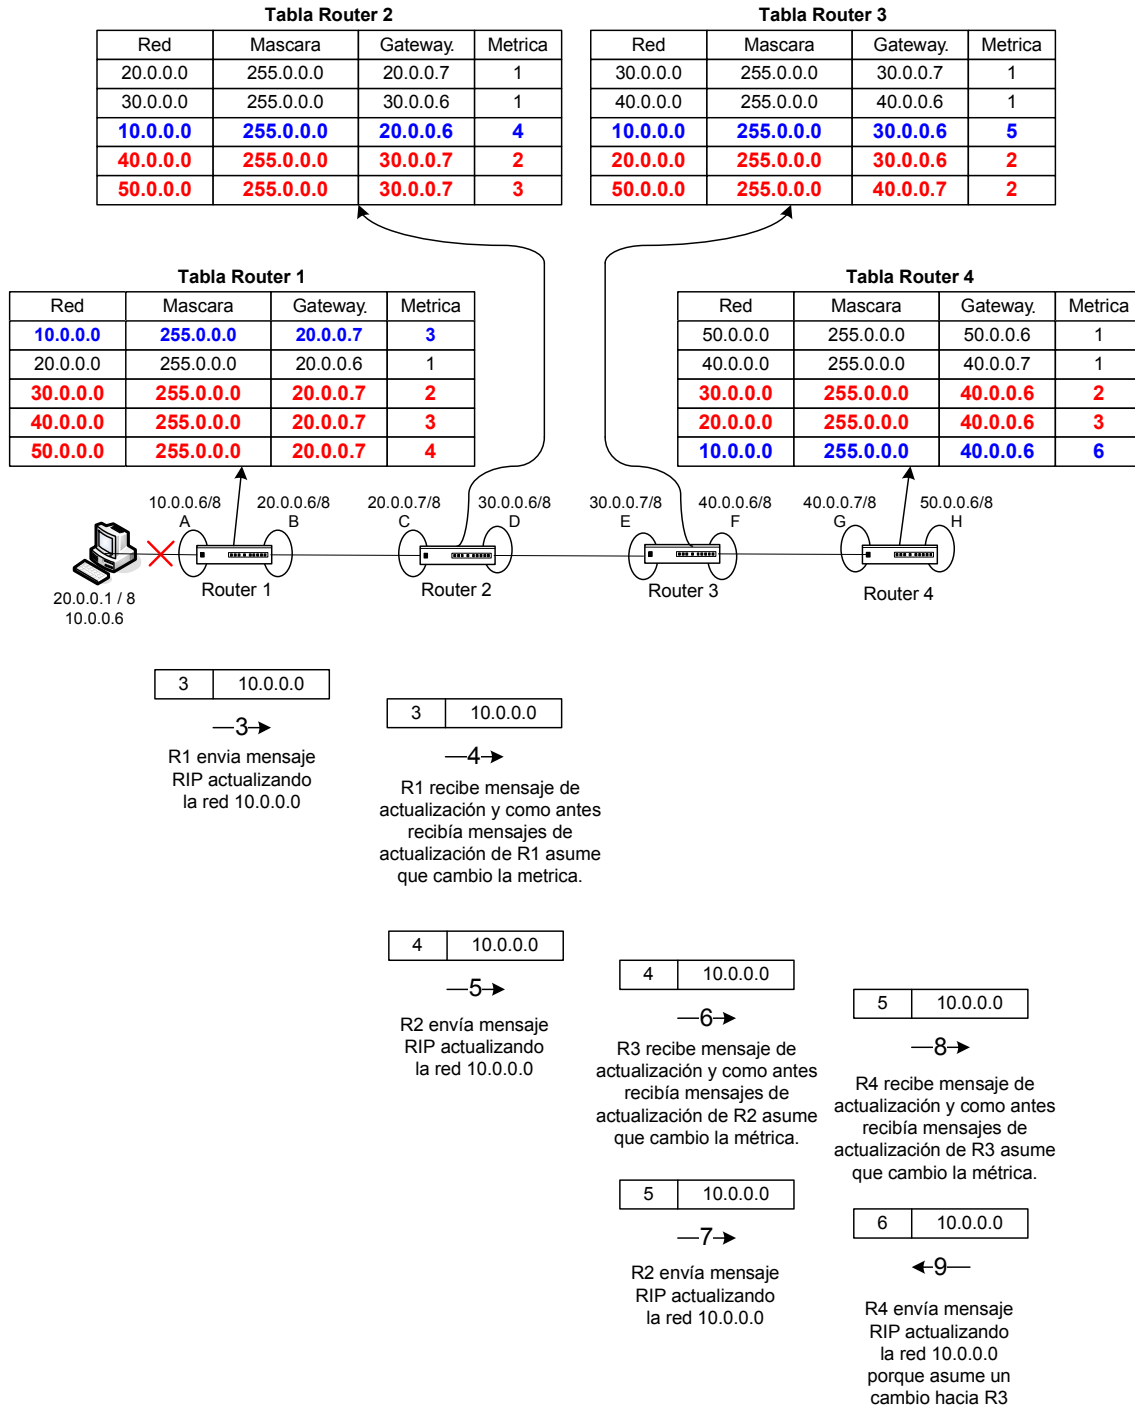 Tabla Router 2
Red Mascara Gateway. Metrica
20.0.0.0 255.0.0.0 20.0.0.7 1
30.0.0.0 255.0.0.0 30.0.0.6 1
10.0.0.0 255.0.0.0 20.0.0.6 4
40.0.0.0 255.0.0.0 30.0.0.7 2
50.0.0.0 255.0.0.0 30.0.0.7 3
Tabla Router 3
Red Mascara Gateway. Metrica
30.0.0.0 255.0.0.0 30.0.0.7 1
40.0.0.0 255.0.0.0 40.0.0.6 1
10.0.0.0 255.0.0.0 30.0.0.6 5
20.0.0.0 255.0.0.0 30.0.0.6 2
50.0.0.0 255.0.0.0 40.0.0.7 2
Tabla Router 1
Red Mascara Gateway. Metrica
10.0.0.0 255.0.0.0 20.0.0.7 3
20.0.0.0 255.0.0.0 20.0.0.6 1
30.0.0.0 255.0.0.0 20.0.0.7 2
40.0.0.0 255.0.0.0 20.0.0.7 3
50.0.0.0 255.0.0.0 20.0.0.7 4
Tabla Router 4
Red Mascara Gateway. Metrica
50.0.0.0 255.0.0.0 50.0.0.6 1
40.0.0.0 255.0.0.0 40.0.0.7 1
30.0.0.0 255.0.0.0 40.0.0.6 2
20.0.0.0 255.0.0.0 40.0.0.6 3
10.0.0.0 255.0.0.0 40.0.0.6 6
10.0.0.6/8 20.0.0.6/8 20.0.0.7/8 30.0.0.6/8 30.0.0.7/8 40.0.0.6/8 40.0.0.7/8 50.0.0.6/8
A B C D E F G H
Router 1 Router 2 Router 3 Router 4
20.0.0.1 / 8
10.0.0.6
3 10.0.0.0
3
R1 envia mensaje
RIP actualizando
la red 10.0.0.0
3 10.0.0.0
4
R1 recibe mensaje de
actualización y como antes
recibía mensajes de
actualización de R1 asume
que cambio la metrica.
4 10.0.0.0
5
R2 envía mensaje
RIP actualizando
la red 10.0.0.0
4 10.0.0.0
6
R3 recibe mensaje de
actualización y como antes
recibía mensajes de
actualización de R2 asume
que cambio la métrica.
5 10.0.0.0
7
R2 envía mensaje
RIP actualizando
la red 10.0.0.0
5 10.0.0.0
8
R4 recibe mensaje de
actualización y como antes
recibía mensajes de
actualización de R3 asume
que cambio la métrica.
6 10.0.0.0
9
R4 envía mensaje
RIP actualizando
la red 10.0.0.0
porque asume un
cambio hacia R3